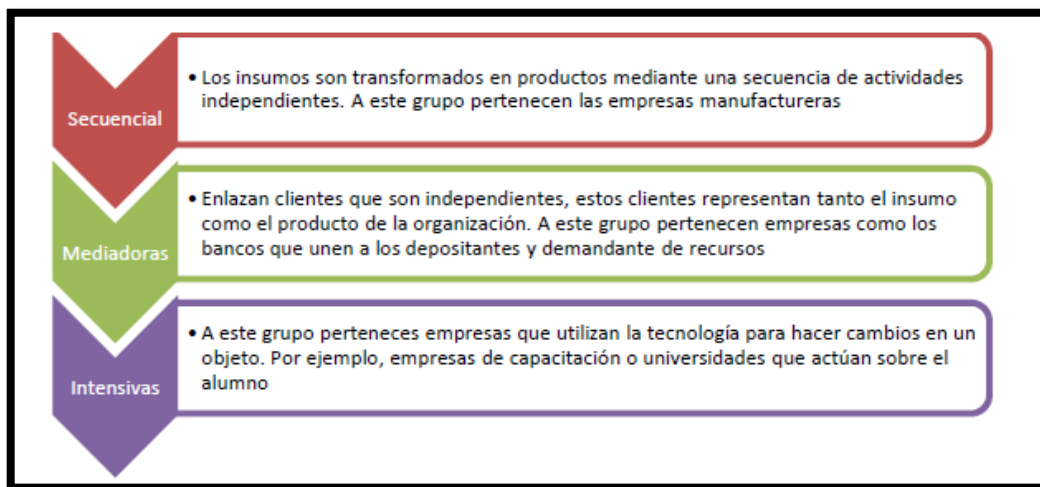 Secuencial
• Los insumos son transformados en productos mediante una secuencia de actividades
independientes. A este grupo pertenecen las empresas manufactureras
Mediadoras
• Enlazan clientes que son independientes, estos clientes representan tanto el insumo
como el producto de la organización. A este grupo pertenecen empresas como los
bancos que unen a los depositantes y demandante de recursos
Intensivas
• A este grupo perteneces empresas que utilizan la tecnología para hacer cambios en un
objeto. Por ejemplo, empresas de capacitación o universidades que actúan sobre el
alumno